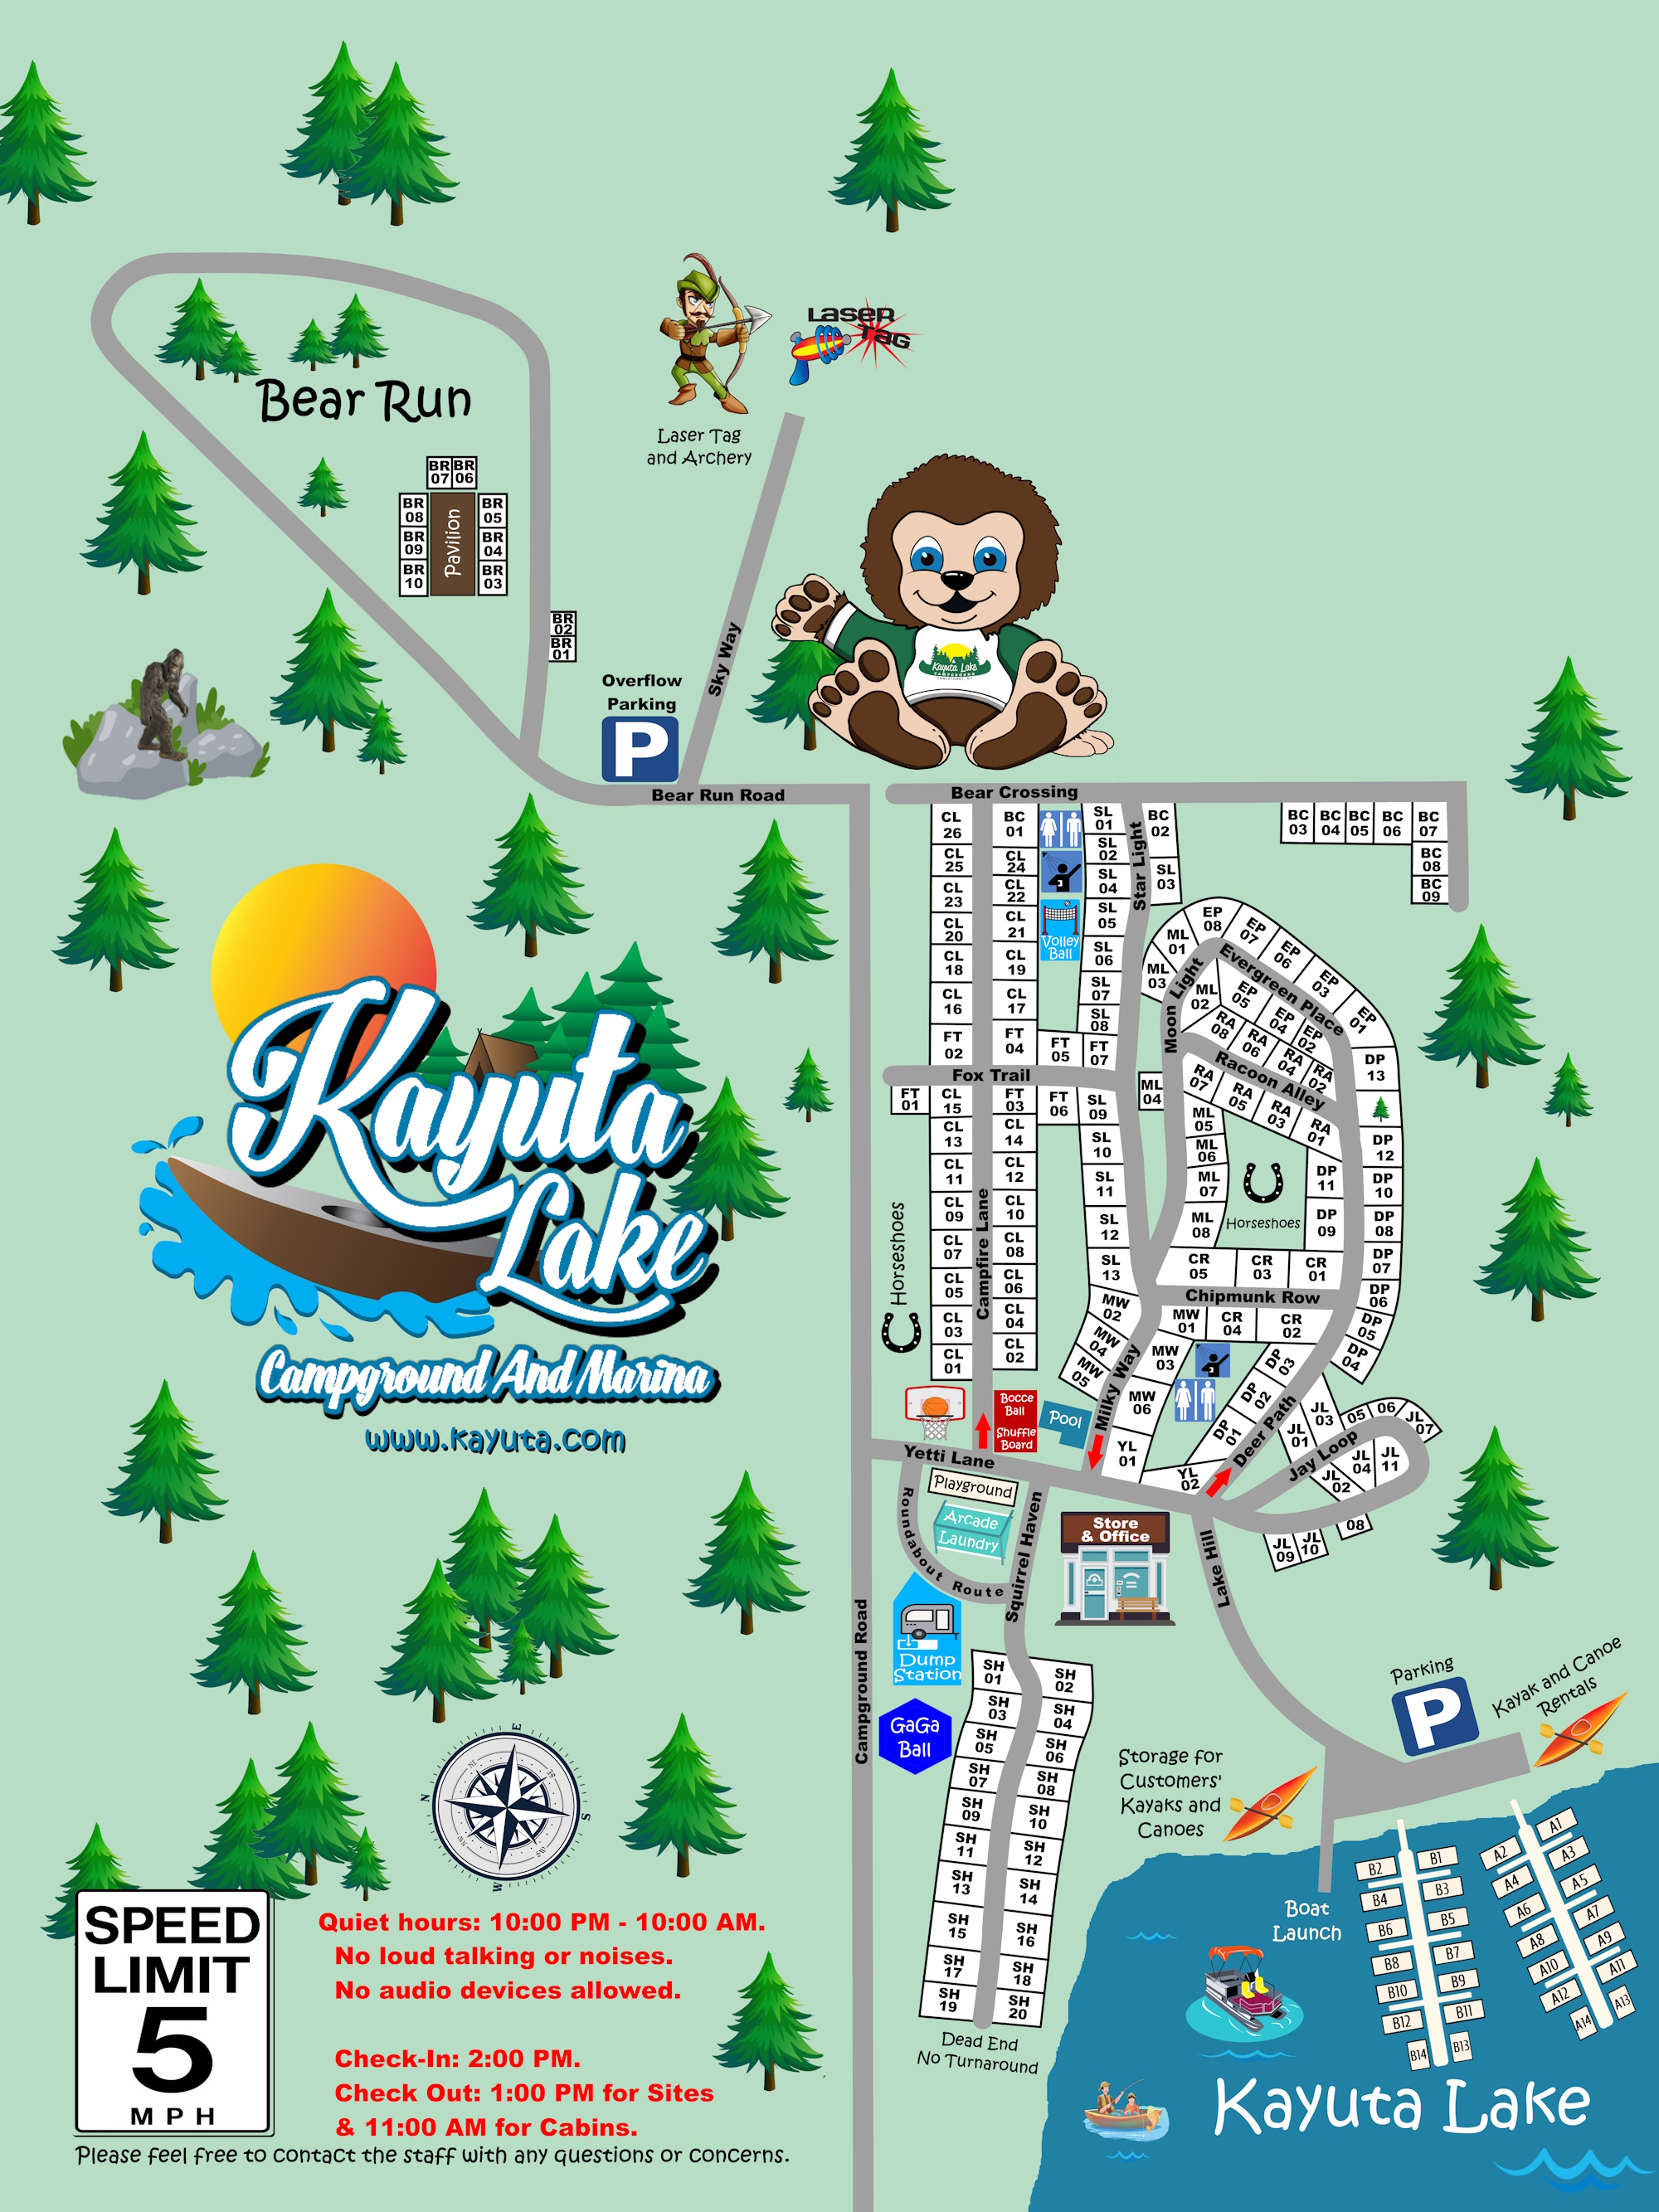 LASER
TAG
Laser Tag
and Archery
Bear Run
BR
07
BR
06
BR
08
BR
09
BR
10
Pavilion
BR
05
BR
04
BR
03
BR
02
BR
01
Overflow
Parking
P
Sky Way
Kayuta Lake
CAMPGROUND
Bear Run Road
Bear Crossing
CL
26
CL
25
CL
23
CL
20
CL
18
CL
16
FT
02
BC
01
CL
24
CL
22
CL
21
CL
19
CL
17
FT
04
Volley
Ball
FT
05
FT
07
SL
01
SL
02
SL
04
SL
05
SL
06
SL
07
SL
08
Star Light
BC
02
SL
03
BC
03
BC
04
BC
05
BC
06
BC
07
BC
08
BC
09
ML
01
ML
03
ML
02
Moon Light
EP
08
EP
07
EP
06
EP
03
EP
01
Evergreen Place
EP
05
EP
04
EP
02
RA
08
RA
06
RA
04
RA
02
Racoon Alley
RA
07
RA
05
RA
03
RA
01
DP
13
DP
12
DP
10
DP
08
DP
07
DP
06
DP
05
DP
04
DP
11
DP
09
Fox Trail
FT
01
CL
15
CL
13
CL
11
CL
09
CL
07
CL
05
CL
03
CL
01
Campfire Lane
FT
03
CL
14
CL
12
CL
10
CL
08
CL
06
CL
04
CL
02
FT
06
SL
09
SL
10
SL
11
SL
12
SL
13
MW
02
MW
04
MW
05
ML
04
ML
05
ML
06
ML
07
ML
08
Horseshoes
Horseshoes
CR
05
CR
03
CR
01
Chipmunk Row
MW
01
CR
04
CR
02
MW
03
MW
06
YL
01
YL
02
Milky Way
DP
03
DP
02
DP
01
Deer Path
JL
01
JL
03
05
06
JL
07
Jay Loop
JL
02
JL
04
JL
11
08
JL
09
JL
10
Bocce
Ball
Shuffle
Board
Pool
Yetti Lane
Playground
Arcade
Laundry
Roundabout Route
Squirrel Haven
Store
& Office
Lake Hill
Dump
Station
GaGa
Ball
Campground Road
SH
01
SH
02
SH
03
SH
04
SH
05
SH
06
SH
07
SH
08
SH
09
SH
10
SH
11
SH
12
SH
13
SH
14
SH
15
SH
16
SH
17
SH
18
SH
19
SH
20
Dead End
No Turnaround
Parking
P
Kayak and Canoe
Rentals
Storage for
Customers'
Kayaks and
Canoes
Boat
Launch
B2
B1
B4
B3
B6
B5
B8
B7
B10
B9
B12
B11
B14
B13
A2
A1
A4
A3
A6
A5
A8
A7
A10
A9
A12
A11
A14
A13
Kayuta Lake
Kayuta
Lake
Campground And Marina
www.kayuta.com
E
N
S
W
SPEED
LIMIT
5
MPH
Quiet hours: 10:00 PM - 10:00 AM.
No loud talking or noises.
No audio devices allowed.
Check-In: 2:00 PM.
Check Out: 1:00 PM for Sites
& 11:00 AM for Cabins.
Please feel free to contact the staff with any questions or concerns.